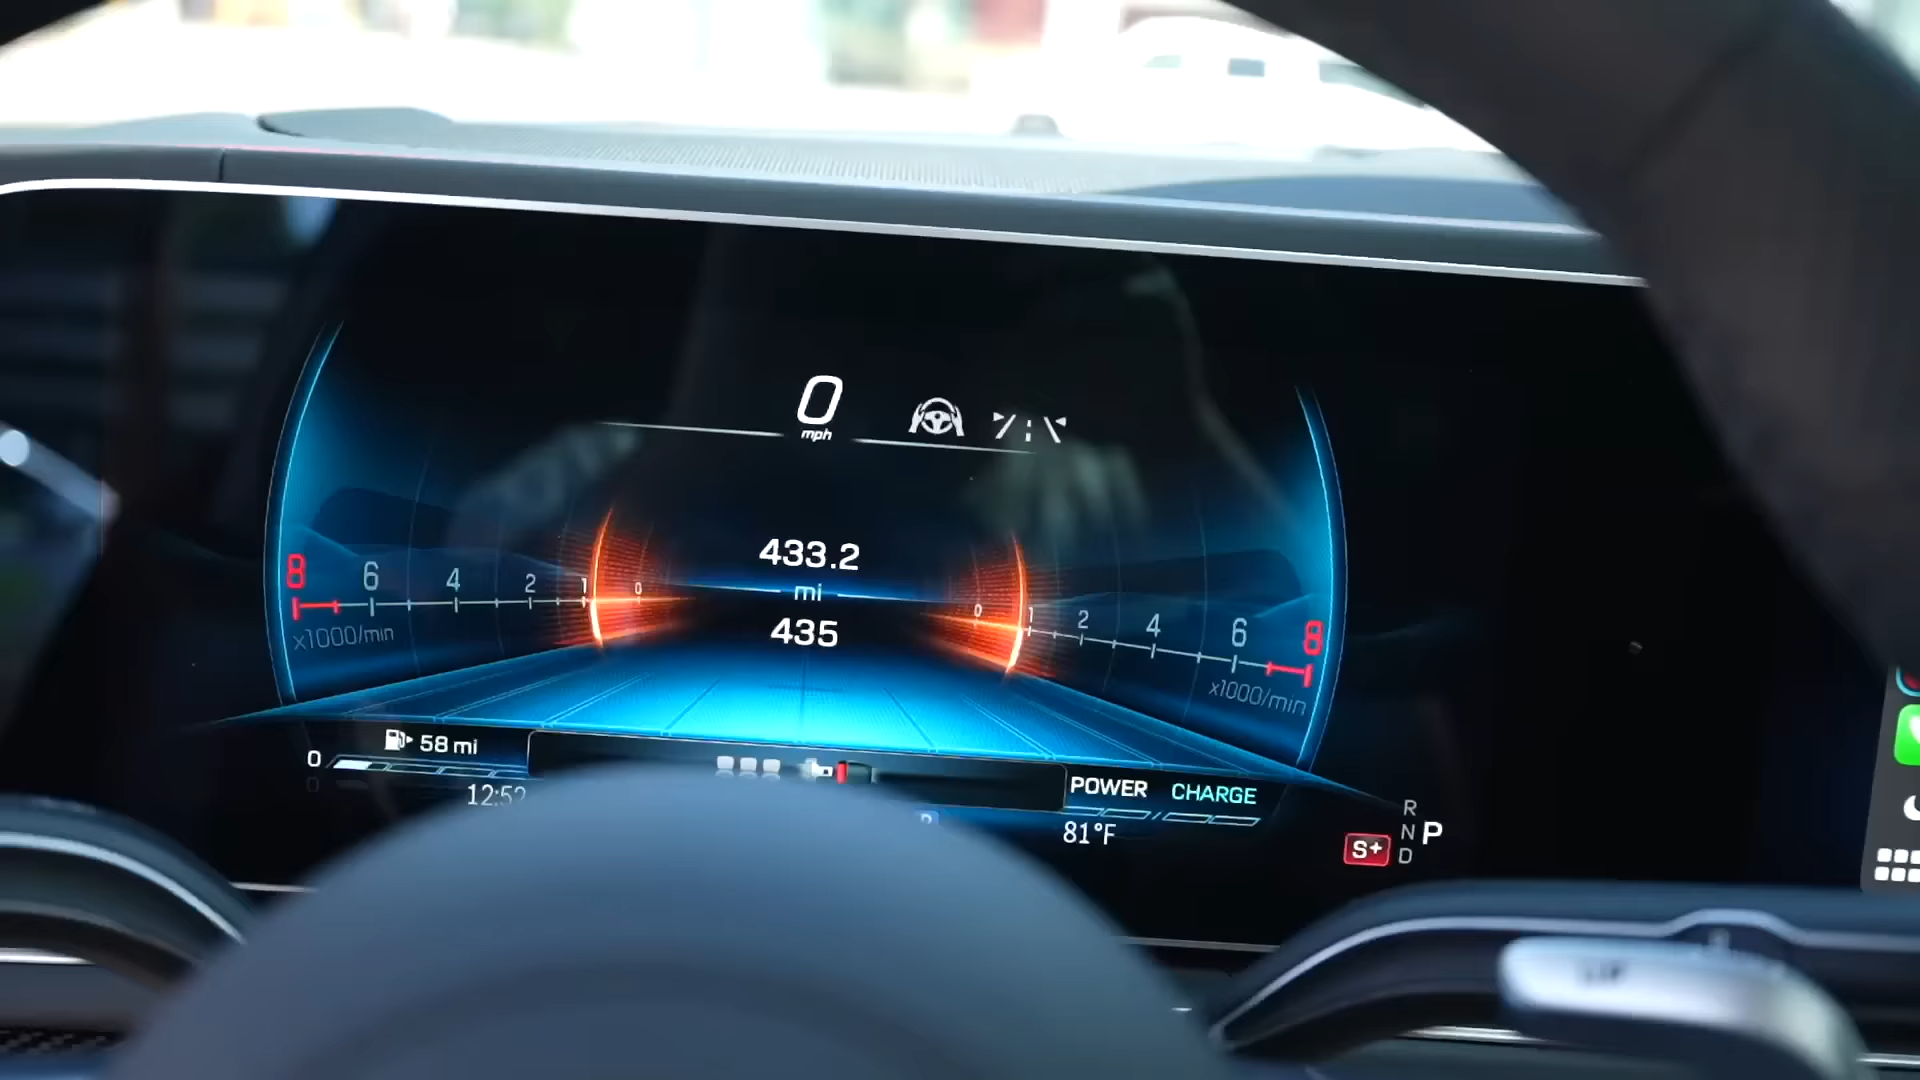 0
mph
433.2
mi
435
8 6 4 2 1 0
x1000/min
0 1 2 4 6 8
x1000/min
58 mi
0
12:52
POWER CHARGE
81°F
R
N P
S+ D